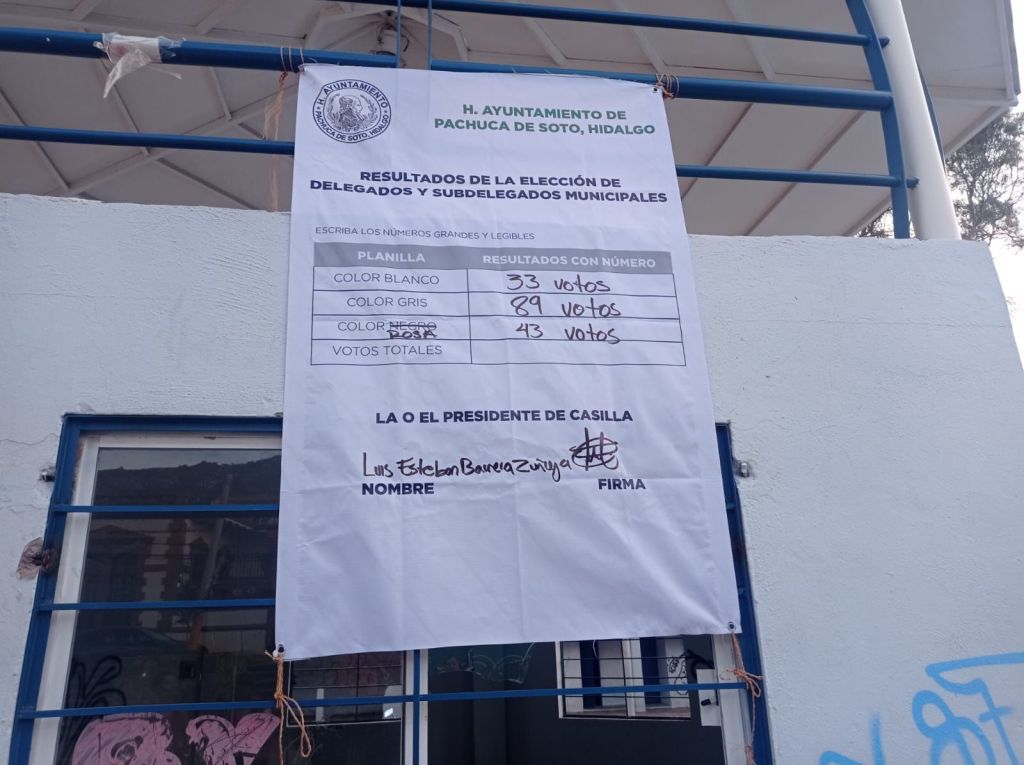 H. AYUNTAMIENTO
PACHUCA DE SOTO, HIDALGO.
H. AYUNTAMIENTO DE
PACHUCA DE SOTO, HIDALGO
RESULTADOS DE LA ELECCIÓN DE
DELEGADOS Y SUBDELEGADOS MUNICIPALES
ESCRIBA LOS NÚMEROS GRANDES Y LEGIBLES
PLANILLA RESULTADOS CON NÚMERO
COLOR BLANCO 33 votos
COLOR GRIS 89 votos
COLOR NEGRO 43 votos
ROSA
VOTOS TOTALES
LA O EL PRESIDENTE DE CASILLA
Luis Esteban Barrera Zuñiga
NOMBRE FIRMA